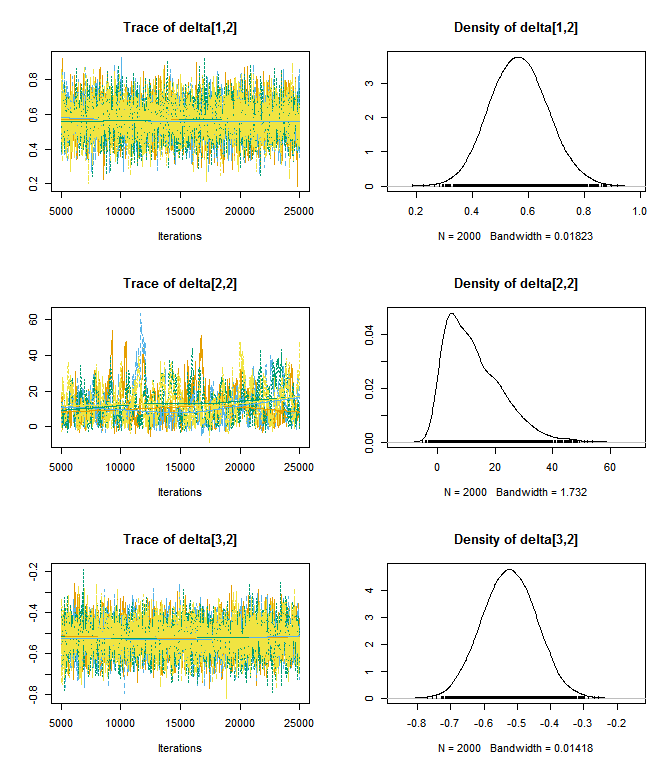 Trace of delta[1,2]
0.2 0.4 0.6 0.8
5000 10000 15000 20000 25000
Iterations
Density of delta[1,2]
0 1 2 3
0.2 0.4 0.6 0.8 1.0
N = 2000 Bandwidth = 0.01823
Trace of delta[2,2]
0 20 40 60
5000 10000 15000 20000 25000
Iterations
Density of delta[2,2]
0.00 0.02 0.04
0 20 40 60
N = 2000 Bandwidth = 1.732
Trace of delta[3,2]
-0.8 -0.6 -0.4 -0.2
5000 10000 15000 20000 25000
Iterations
Density of delta[3,2]
0 1 2 3 4
-0.8 -0.7 -0.6 -0.5 -0.4 -0.3 -0.2
N = 2000 Bandwidth = 0.01418